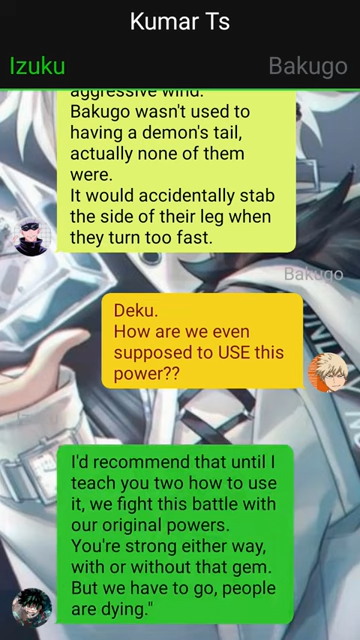 Kumar Ts
Izuku
Bakugo
aggressive wind.
Bakugo wasn't used to
having a demon's tail,
actually none of them
were.
It would accidentally stab
the side of their leg when
they turn too fast.
Bakugo
Deku.
How are we even
supposed to USE this
power??
I'd recommend that until I
teach you two how to use
it, we fight this battle with
our original powers.
You're strong either way,
with or without that gem.
But we have to go, people
are dying."